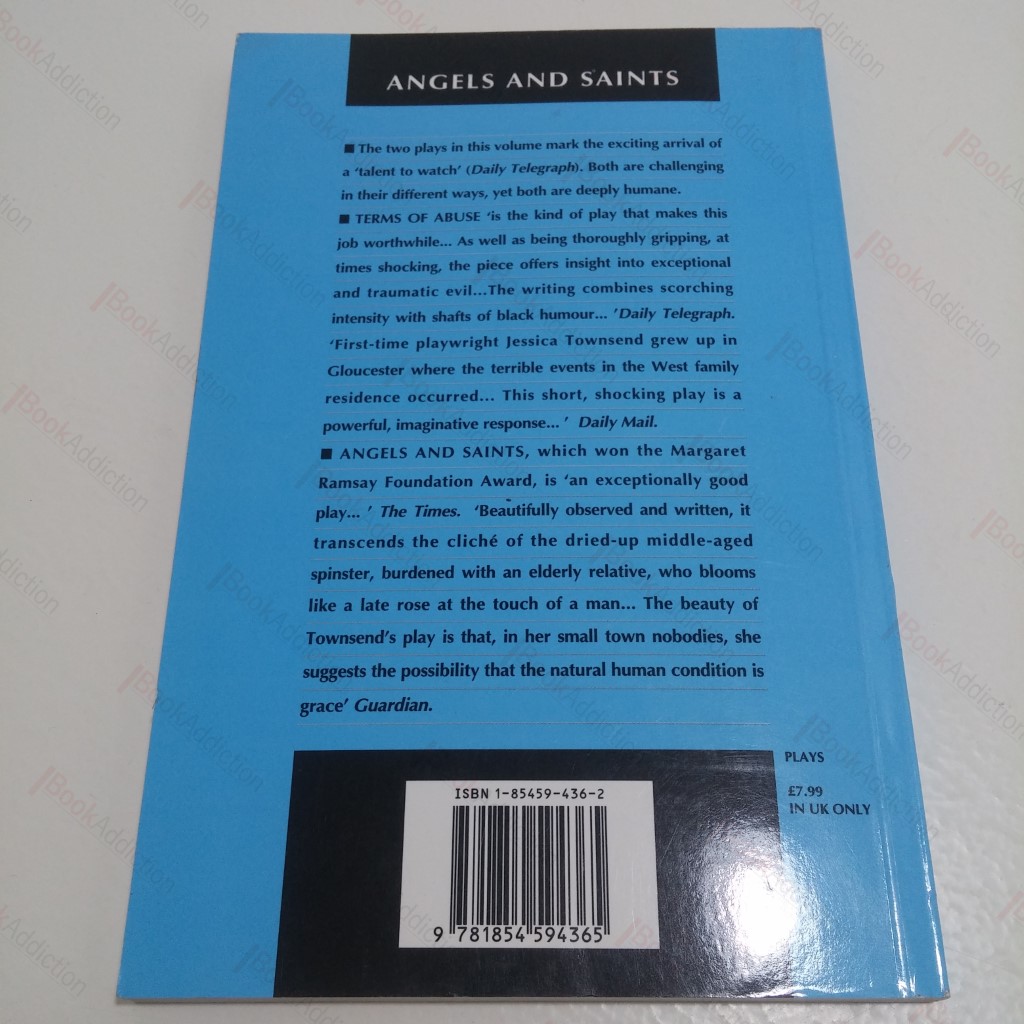 ANGELS AND SAINTS
■ The two plays in this volume mark the exciting arrival of
a ‘talent to watch’ (Daily Telegraph). Both are challenging
in their different ways, yet both are deeply humane.
■ TERMS OF ABUSE ‘is the kind of play that makes this
job worthwhile... As well as being thoroughly gripping, at
times shocking, the piece offers insight into exceptional
and traumatic evil...The writing combines scorching
intensity with shafts of black humour... ’Daily Telegraph.
‘First-time playwright Jessica Townsend grew up in
Gloucester where the terrible events in the West family
residence occurred... This short, shocking play is a
powerful, imaginative response... ’ Daily Mail.
■ ANGELS AND SAINTS, which won the Margaret
Ramsay Foundation Award, is ‘an exceptionally good
play... ’ The Times. ‘Beautifully observed and written, it
transcends the cliché of the dried-up middle-aged
spinster, burdened with an elderly relative, who blooms
like a late rose at the touch of a man... The beauty of
Townsend’s play is that, in her small town nobodies, she
suggests the possibility that the natural human condition is
grace’ Guardian.
PLAYS
£7.99
IN UK ONLY
ISBN 1-85459-436-2
9 781854 594365
BookAddiction